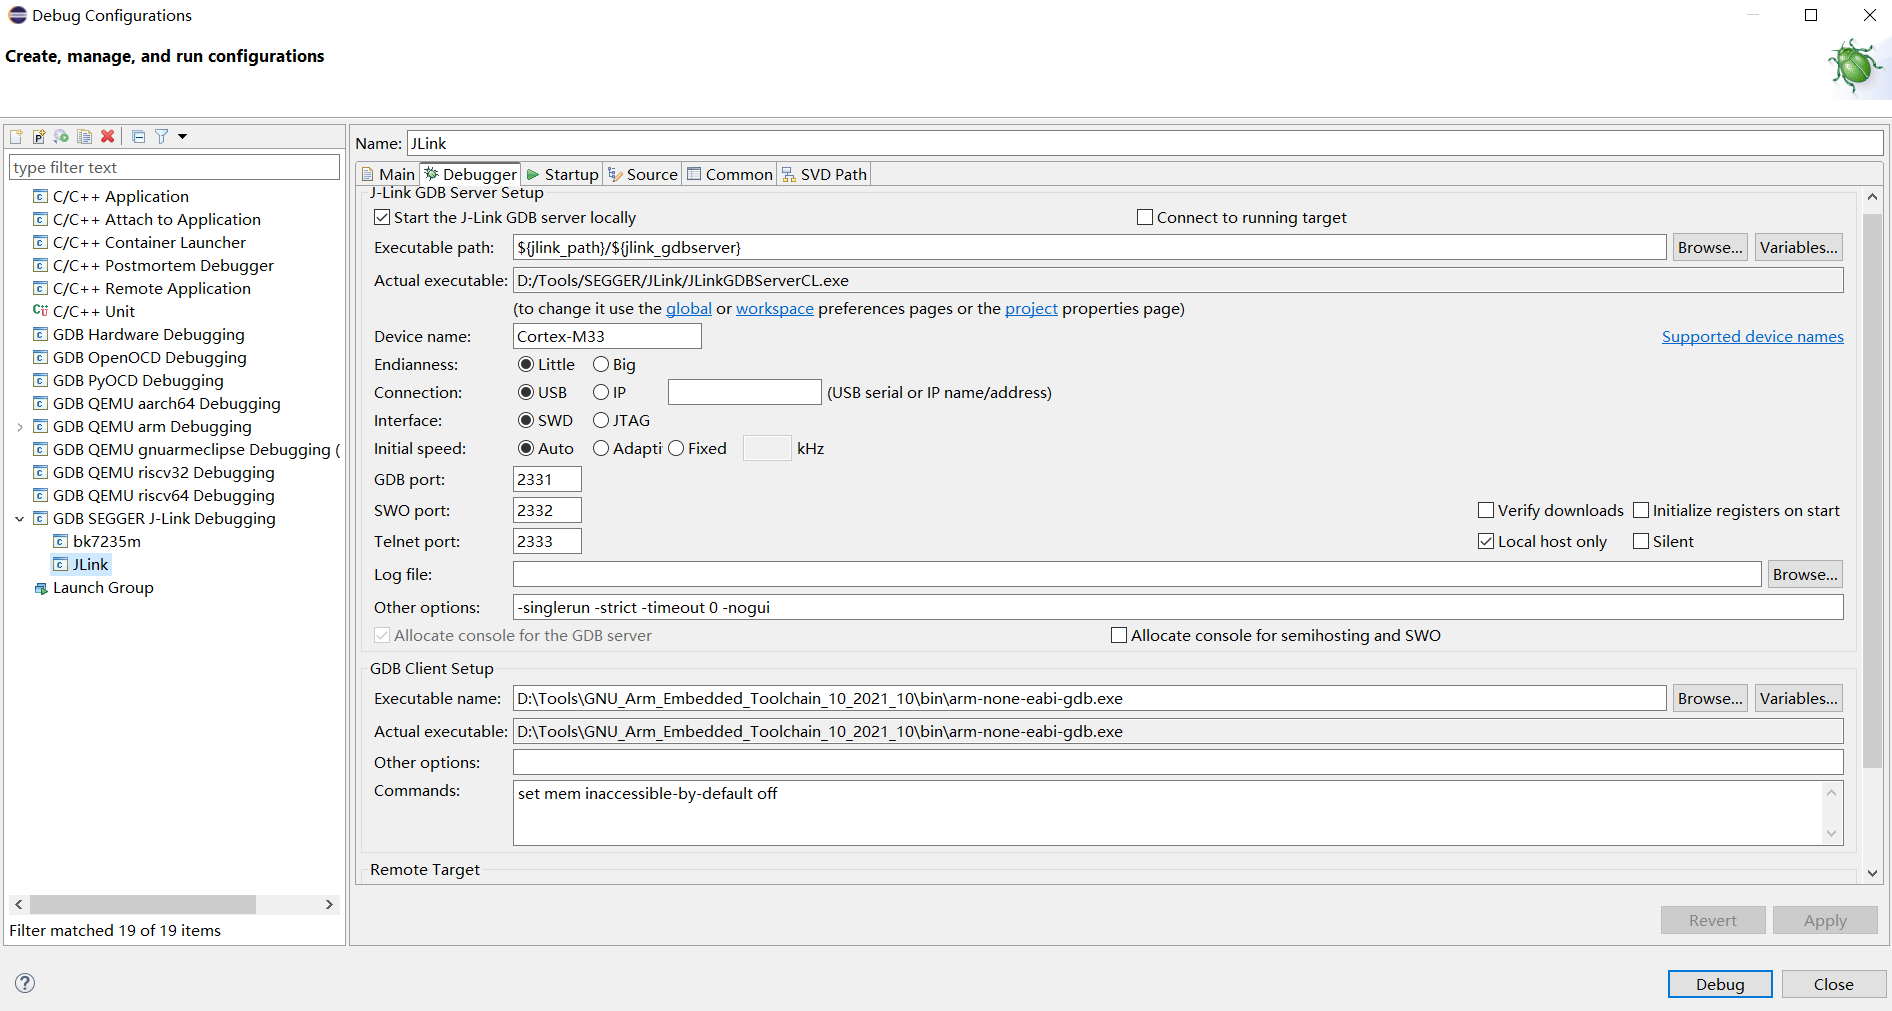 Debug Configurations
Create, manage, and run configurations
type filter text
C/C++ Application
C/C++ Attach to Application
C/C++ Container Launcher
C/C++ Postmortem Debugger
C/C++ Remote Application
C/C++ Unit
GDB Hardware Debugging
GDB OpenOCD Debugging
GDB PyOCD Debugging
GDB QEMU aarch64 Debugging
GDB QEMU arm Debugging
GDB QEMU gnuarmeclipse Debugging (
GDB QEMU riscv32 Debugging
GDB QEMU riscv64 Debugging
GDB SEGGER J-Link Debugging
bk7235m
JLink
Launch Group
Filter matched 19 of 19 items
Name: JLink
Main Debugger Startup Source Common SVD Path
J-Link GDB Server Setup
Start the J-Link GDB server locally Connect to running target
Executable path: ${jlink_path}/${jlink_gdbserver} Browse... Variables...
Actual executable: D:/Tools/SEGGER/JLink/JLinkGDBServerCL.exe
(to change it use the global or workspace preferences pages or the project properties page)
Device name: Cortex-M33 Supported device names
Endianness: Little Big
Connection: USB IP (USB serial or IP name/address)
Interface: SWD JTAG
Initial speed: Auto Adapti Fixed kHz
GDB port: 2331
SWO port: 2332 Verify downloads Initialize registers on start
Telnet port: 2333 Local host only Silent
Log file: Browse...
Other options: -singlerun -strict -timeout 0 -nogui
Allocate console for the GDB server Allocate console for semihosting and SWO
GDB Client Setup
Executable name: D:\Tools\GNU_Arm_Embedded_Toolchain_10_2021_10\bin\arm-none-eabi-gdb.exe Browse... Variables...
Actual executable: D:\Tools\GNU_Arm_Embedded_Toolchain_10_2021_10\bin\arm-none-eabi-gdb.exe
Other options:
Commands: set mem inaccessible-by-default off
Remote Target
Revert Apply
Debug Close